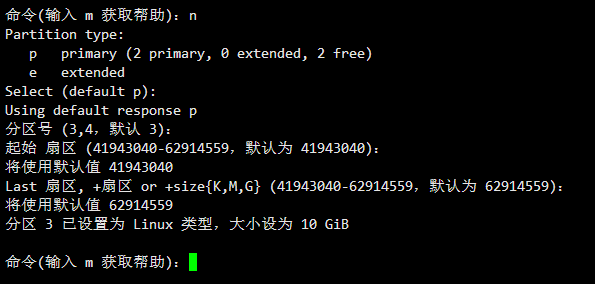 命令(输入 m 获取帮助)：n
Partition type:
   p   primary (2 primary, 0 extended, 2 free)
   e   extended
Select (default p):
Using default response p
分区号 (3,4，默认 3)：
起始 扇区 (41943040-62914559，默认为 41943040)：
将使用默认值 41943040
Last 扇区, +扇区 or +size{K,M,G} (41943040-62914559，默认为 62914559)：
将使用默认值 62914559
分区 3 已设置为 Linux 类型，大小设为 10 GiB
命令(输入 m 获取帮助)：